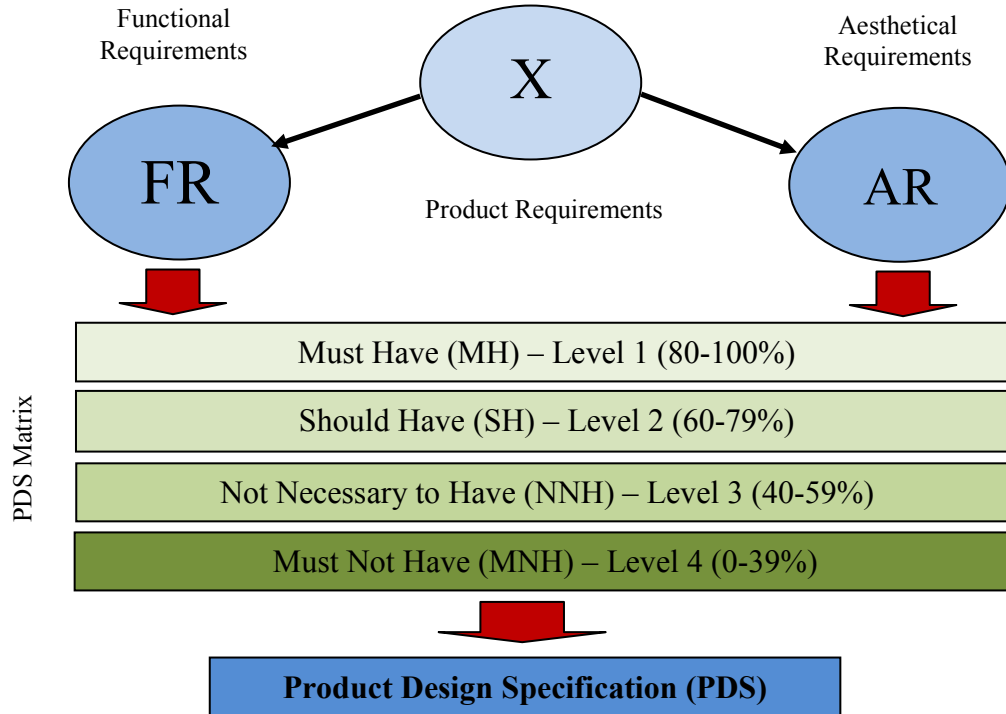 Functional
Requirements
X
Aesthetical
Requirements
FR
Product Requirements
AR
Must Have (MH) – Level 1 (80-100%)
Should Have (SH) – Level 2 (60-79%)
PDS Matrix
Not Necessary to Have (NNH) – Level 3 (40-59%)
Must Not Have (MNH) – Level 4 (0-39%)
Product Design Specification (PDS)